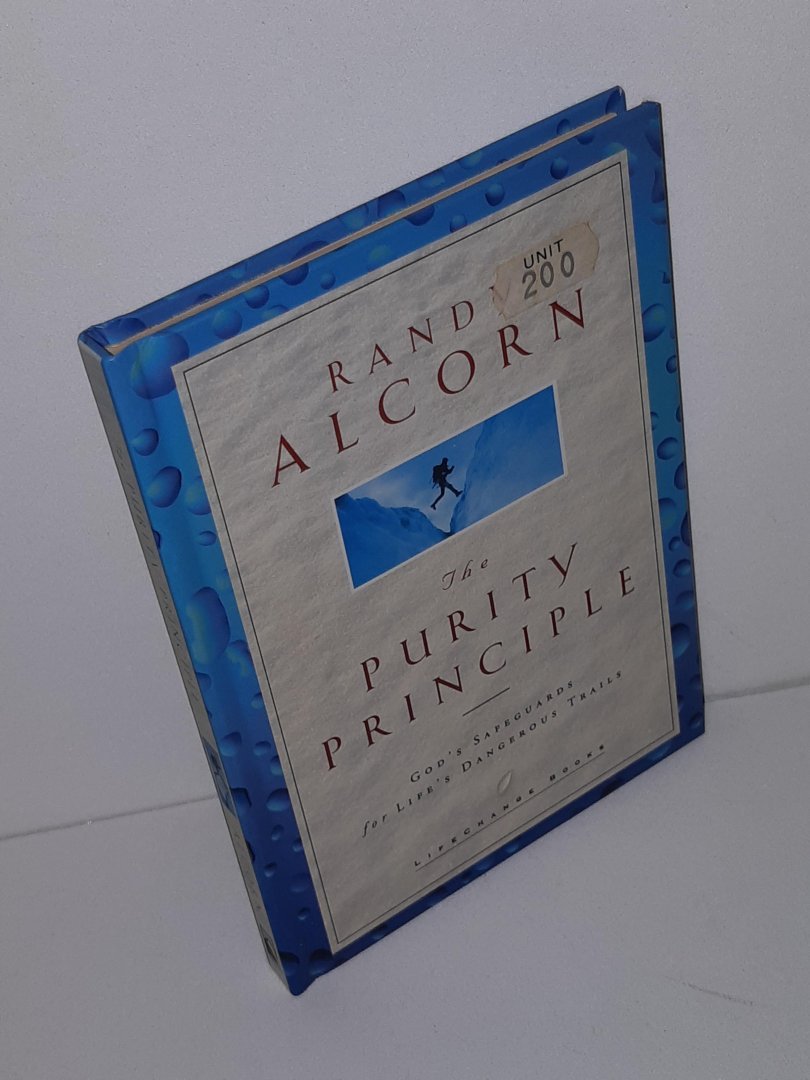 UNIT
200
RANDY
ALCORN
The
PURITY
PRINCIPLE
GOD'S SAFEGUARDS
for LIFE'S DANGEROUS TRAILS
LIFECHANGE BOOKS